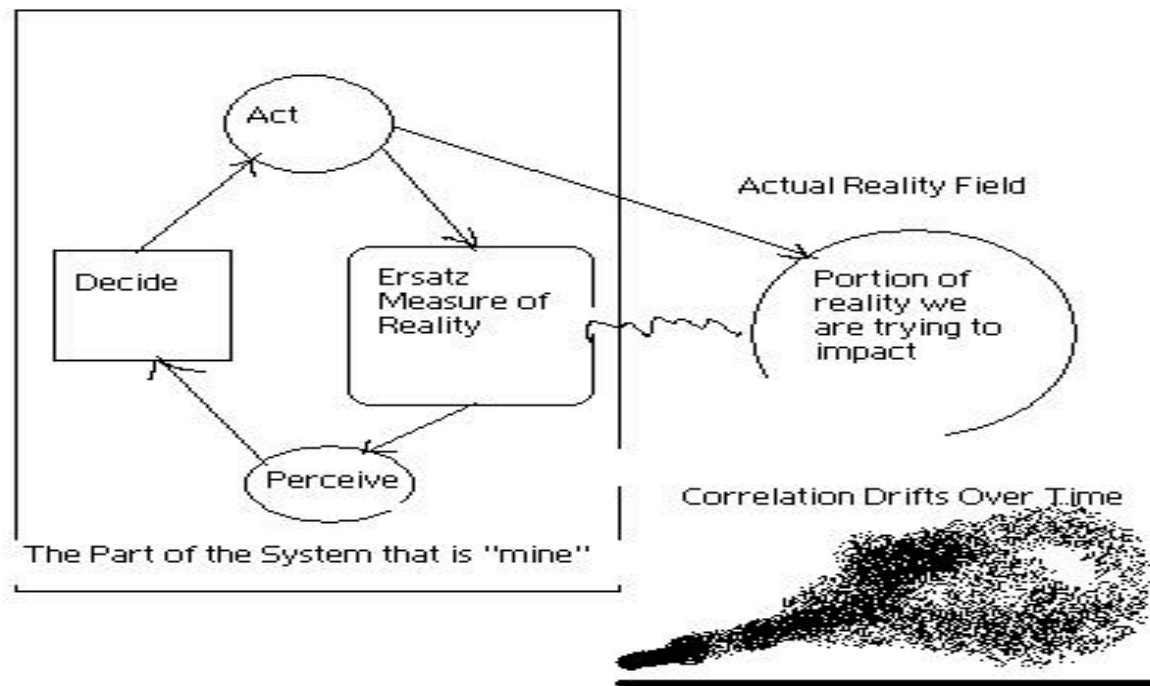 Act
Actual Reality Field
Decide
Ersatz
Measure of
Reality
Portion of
reality we
are trying to
impact
Perceive
Correlation Drifts Over Time
The Part of the System that is "mine"